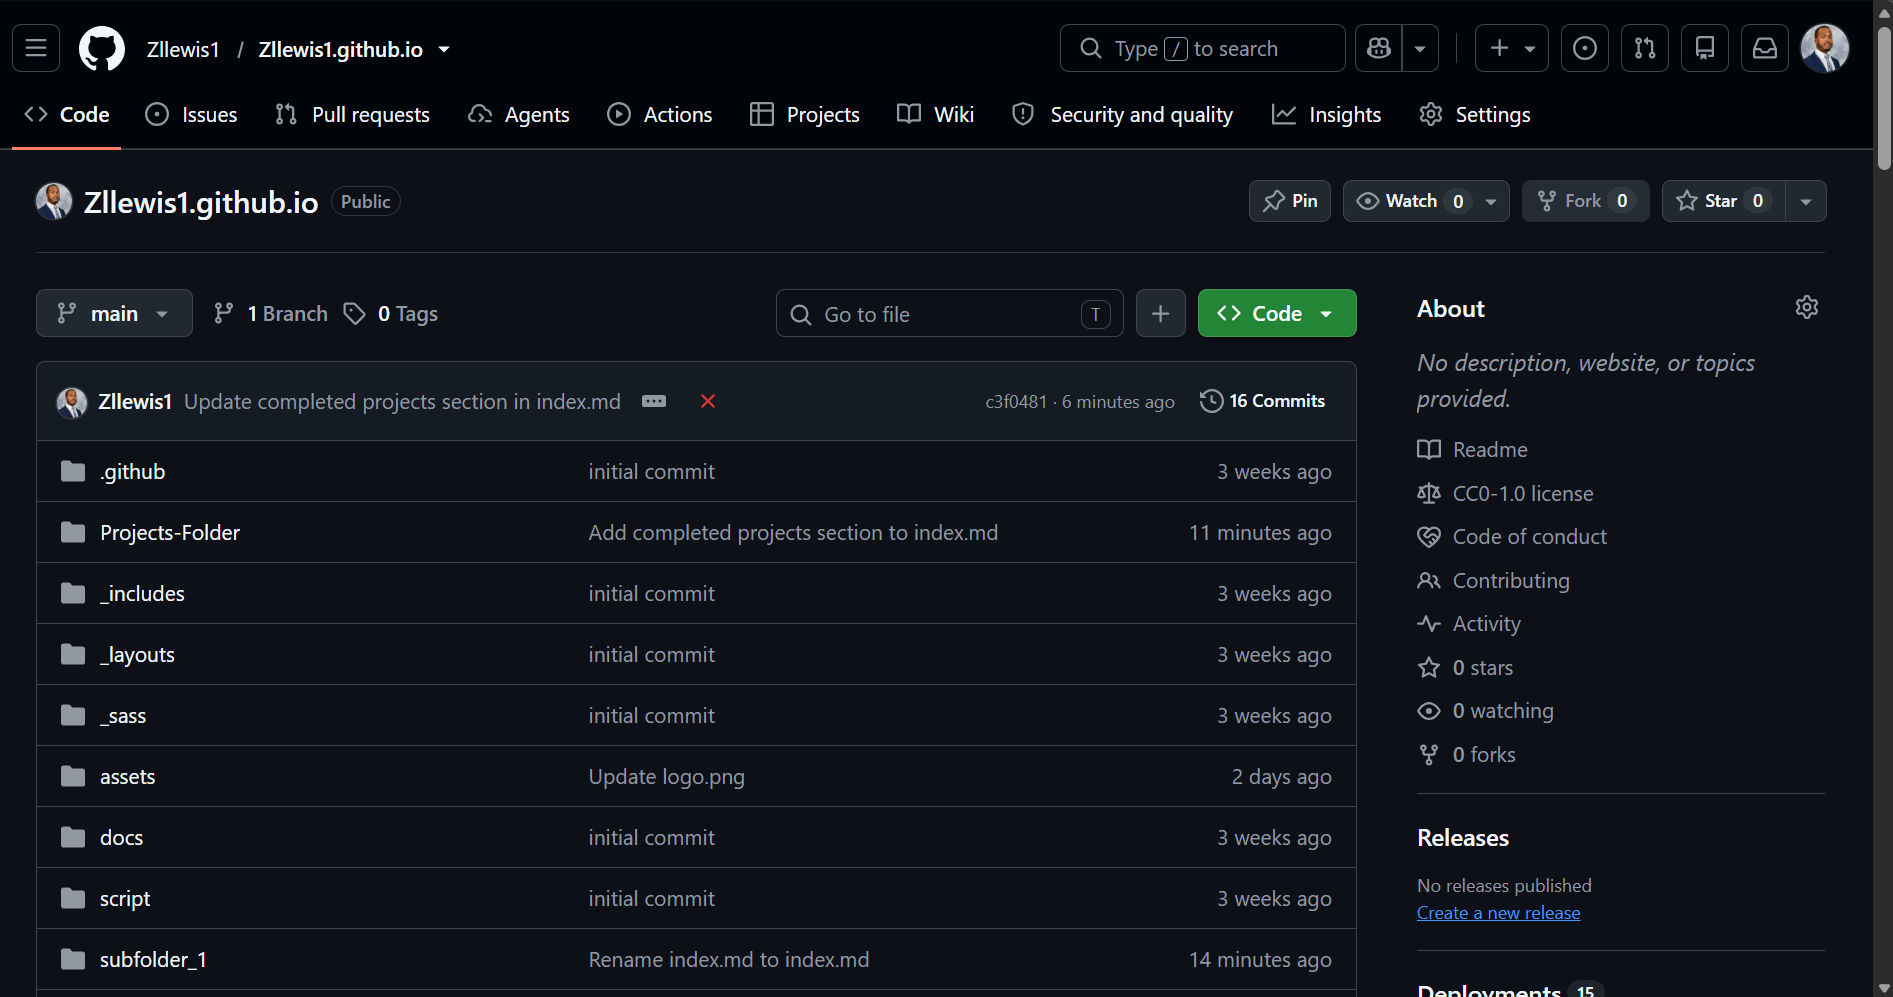 Zllewis1 / Zllewis1.github.io
Type / to search
Code
Issues
Pull requests
Agents
Actions
Projects
Wiki
Security and quality
Insights
Settings
Zllewis1.github.io Public
Pin
Watch 0
Fork 0
Star 0
main
1 Branch
0 Tags
Go to file T
Code
Zllewis1 Update completed projects section in index.md
c3f0481 · 6 minutes ago
16 Commits
.github initial commit 3 weeks ago
Projects-Folder Add completed projects section to index.md 11 minutes ago
_includes initial commit 3 weeks ago
_layouts initial commit 3 weeks ago
_sass initial commit 3 weeks ago
assets Update logo.png 2 days ago
docs initial commit 3 weeks ago
script initial commit 3 weeks ago
subfolder_1 Rename index.md to index.md 14 minutes ago
About
No description, website, or topics
provided.
Readme
CC0-1.0 license
Code of conduct
Contributing
Activity
0 stars
0 watching
0 forks
Releases
No releases published
Create a new release
Deployments 15